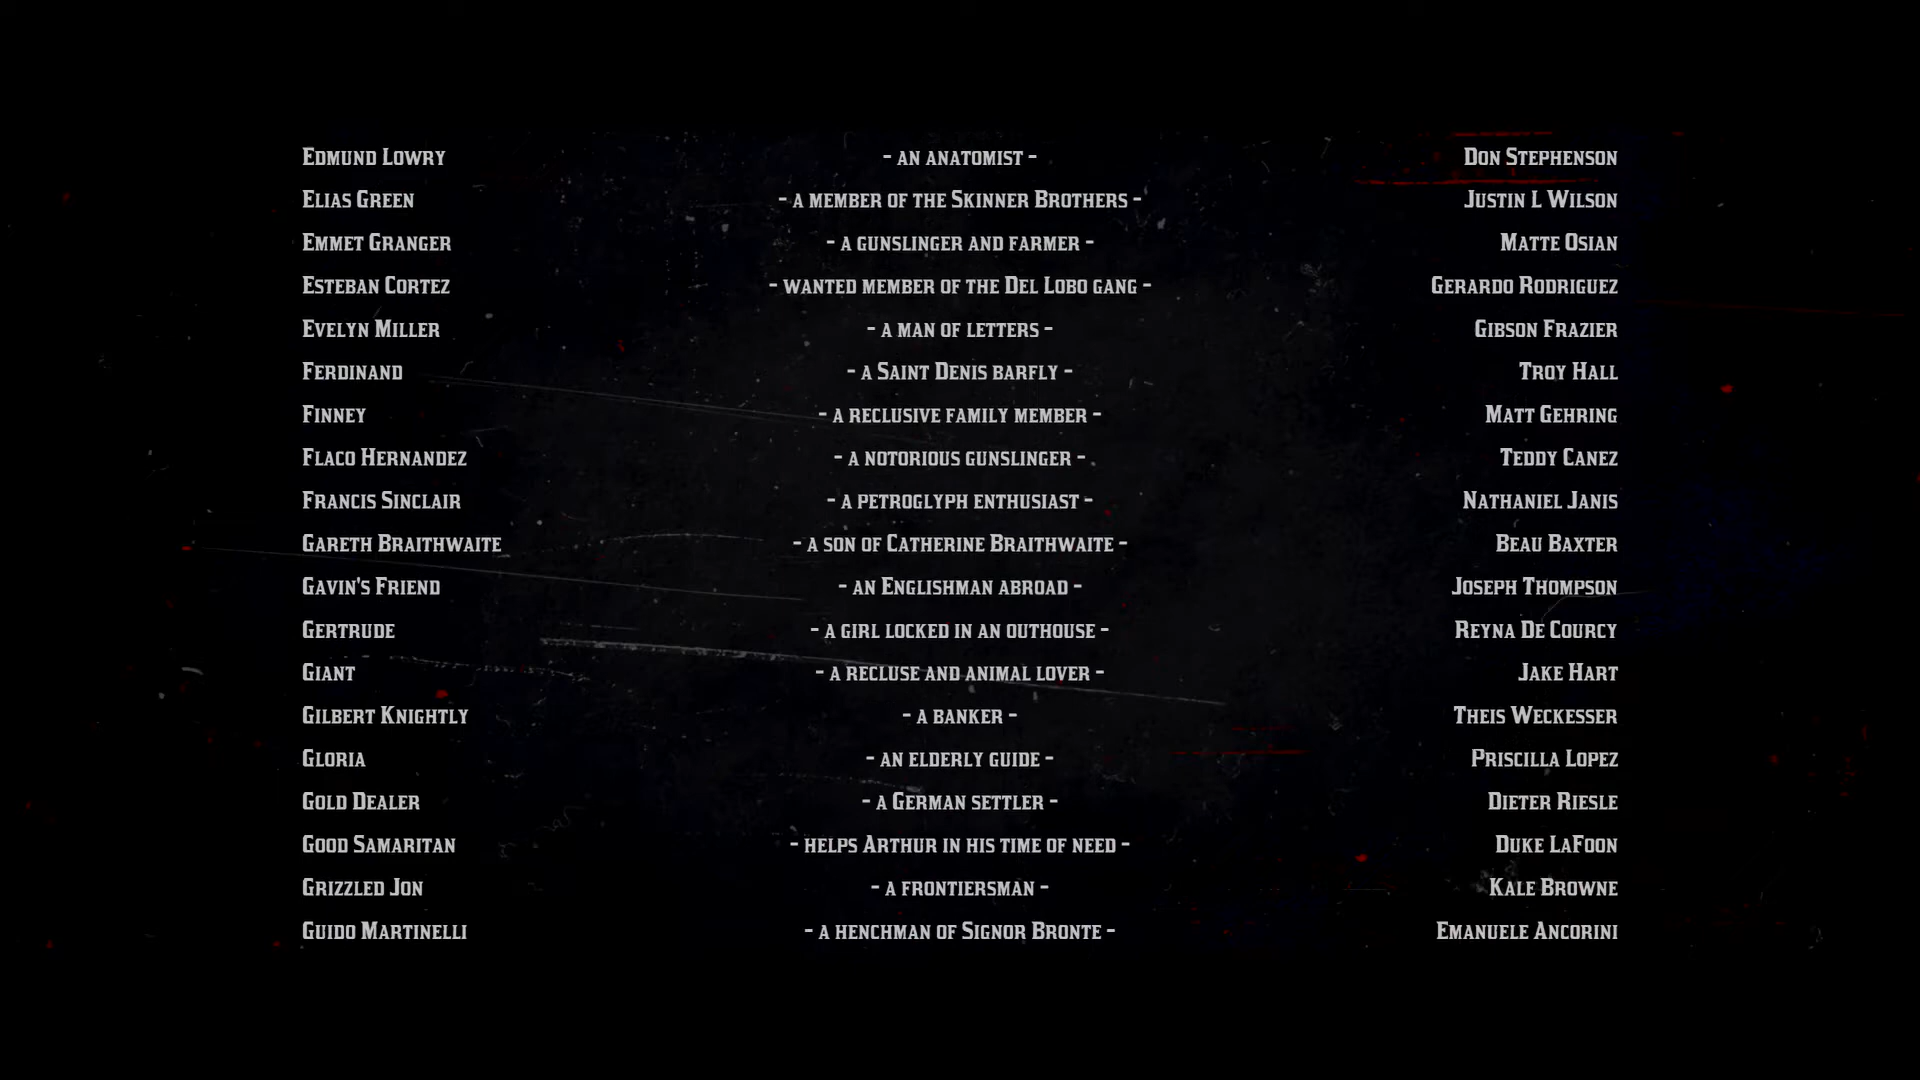 Edmund Lowry - an anatomist - Don Stephenson
Elias Green - a member of the Skinner Brothers - Justin L Wilson
Emmet Granger - a gunslinger and farmer - Matte Osian
Esteban Cortez - wanted member of the Del Lobo gang - Gerardo Rodriguez
Evelyn Miller - a man of letters - Gibson Frazier
Ferdinand - a Saint Denis barfly - Troy Hall
Finney - a reclusive family member - Matt Gehring
Flaco Hernandez - a notorious gunslinger - Teddy Canez
Francis Sinclair - a petroglyph enthusiast - Nathaniel Janis
Gareth Braithwaite - a son of Catherine Braithwaite - Beau Baxter
Gavin's Friend - an Englishman abroad - Joseph Thompson
Gertrude - a girl locked in an outhouse - Reyna De Courcy
Giant - a recluse and animal lover - Jake Hart
Gilbert Knightly - a banker - Theis Weckesser
Gloria - an elderly guide - Priscilla Lopez
Gold Dealer - a German settler - Dieter Riesle
Good Samaritan - helps Arthur in his time of need - Duke LaFoon
Grizzled Jon - a frontiersman - Kale Browne
Guido Martinelli - a henchman of Signor Bronte - Emanuele Ancorini